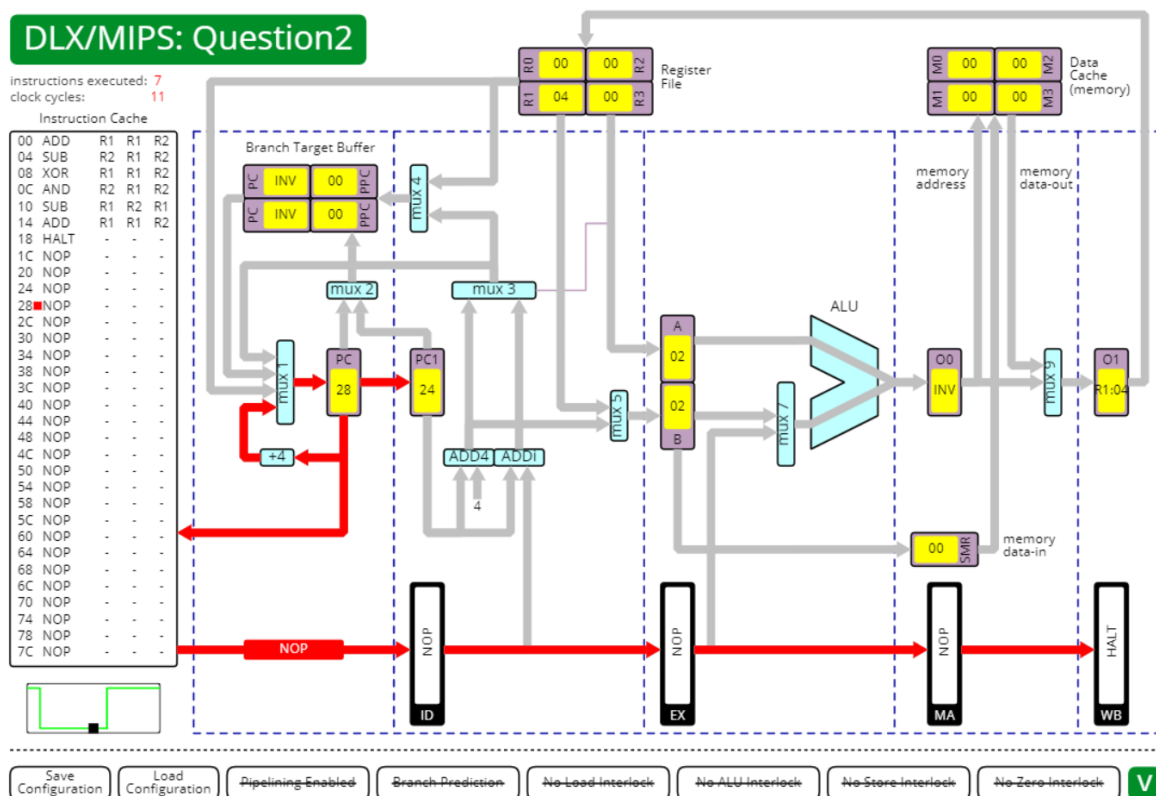 DLX/MIPS: Question2
instructions executed: 7
clock cycles: 11
Instruction Cache
00 ADD R1 R1 R2
04 SUB R2 R1 R2
08 XOR R1 R1 R2
0C AND R2 R1 R2
10 SUB R1 R2 R1
14 ADD R1 R1 R2
18 HALT - - -
1C NOP - - -
20 NOP - - -
24 NOP - - -
28 NOP - - -
2C NOP - - -
30 NOP - - -
34 NOP - - -
38 NOP - - -
3C NOP - - -
40 NOP - - -
44 NOP - - -
48 NOP - - -
4C NOP - - -
50 NOP - - -
54 NOP - - -
58 NOP - - -
5C NOP - - -
60 NOP - - -
64 NOP - - -
68 NOP - - -
6C NOP - - -
70 NOP - - -
74 NOP - - -
78 NOP - - -
7C NOP - - -
R0 00 00 R2
R1 04 00 R3
Register
File
M0 00 00 M2
M1 00 00 M3
Data
Cache
(memory)
Branch Target Buffer
PC INV 00 PPC
PC INV 00 PPC
mux 4
memory
address
memory
data-out
mux 2
mux 3
ALU
mux 1
PC
28
PC1
24
A
02
02
B
mux 5
mux 7
O0
INV
mux 9
O1
R1:04
+4
ADD4
ADDi
4
00 SMR
memory
data-in
NOP
NOP
ID
NOP
EX
NOP
MA
HALT
WB
Save
Configuration
Load
Configuration
Pipelining Enabled
Branch Prediction
No Load Interlock
No ALU Interlock
No Store Interlock
No Zero Interlock
V